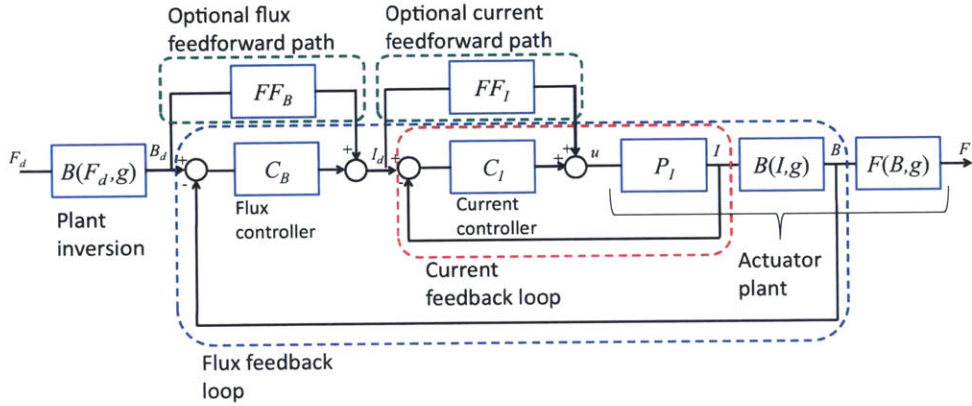 Optional flux
feedforward path
Optional current
feedforward path
FF_B
FF_I
F_d
B(F_d,g)
B_d
+
-
C_B
+
+
I_d
+
-
C_I
+
+
u
P_I
I
B(I,g)
B
F(B,g)
F
Plant
inversion
Flux
controller
Current
controller
Current
feedback loop
Actuator
plant
Flux feedback
loop